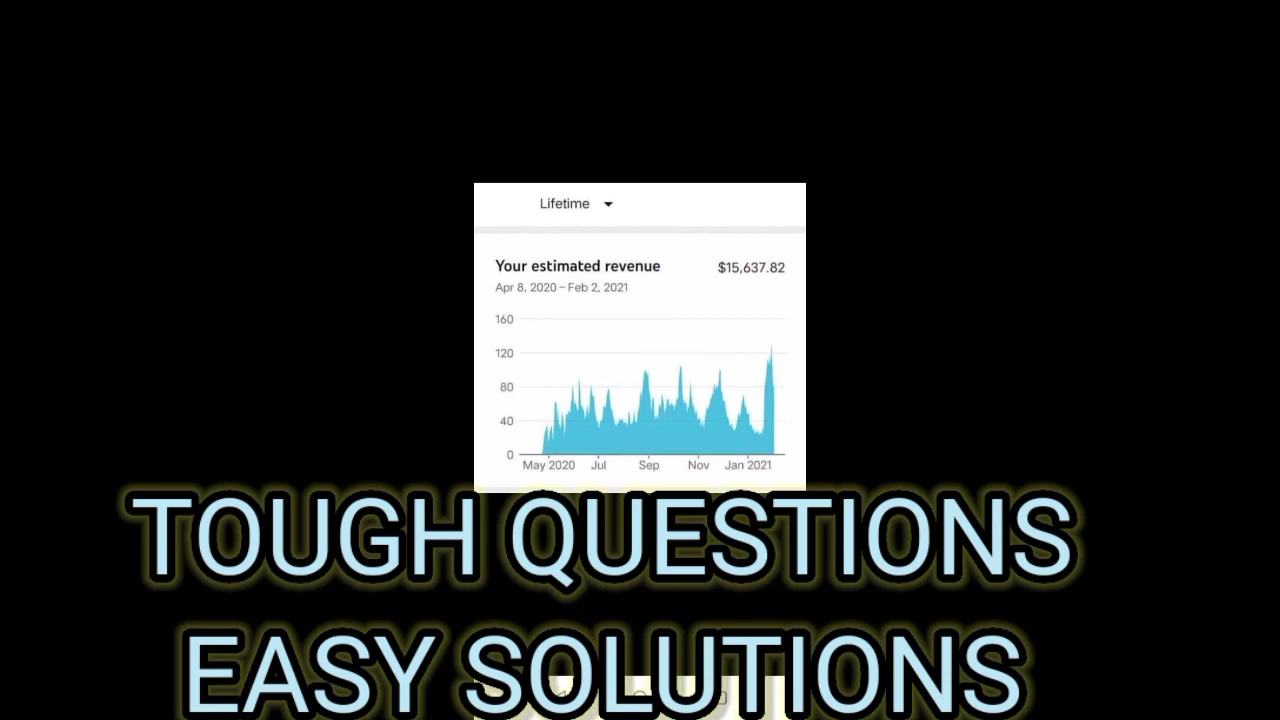 Lifetime
Your estimated revenue $15,637.82
Apr 8, 2020 – Feb 2, 2021
160
120
80
40
0
May 2020 Jul Sep Nov Jan 2021
TOUGH QUESTIONS
EASY SOLUTIONS